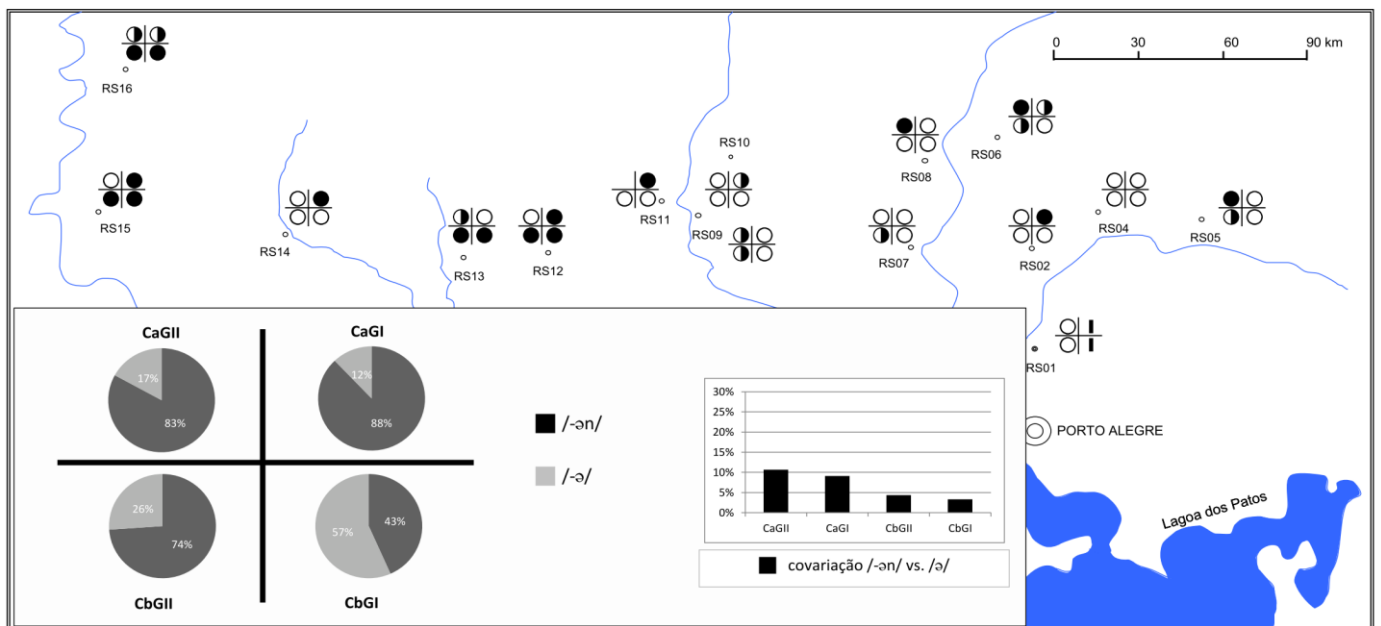 0 30 60 90 km
RS16
RS10
RS08
RS06
RS15
RS14
RS13
RS12
RS11
RS09
RS07
RS02
RS04
RS05
RS01
PORTO ALEGRE
Lagoa dos Patos
CaGII
CaGI
17%
83%
12%
88%
26%
74%
57%
43%
CbGII
CbGI
/-ən/
/-ə/
30%
25%
20%
15%
10%
5%
0%
CaGII CaGI CbGII CbGI
covariação /-ən/ vs. /ə/